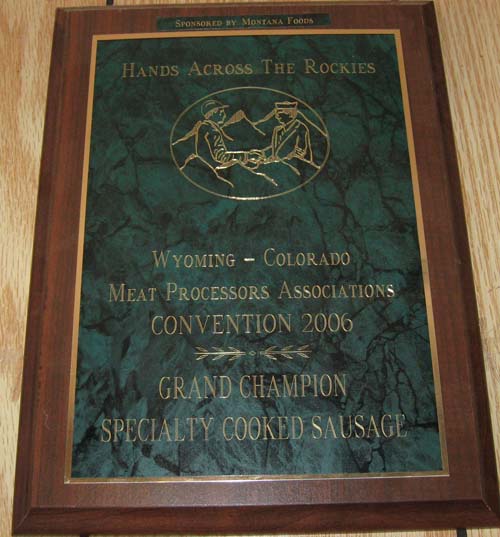 Sponsored by Montana Foods
Hands Across The Rockies
Wyoming - Colorado
Meat Processors Associations
CONVENTION 2006
GRAND CHAMPION
SPECIALTY COOKED SAUSAGE